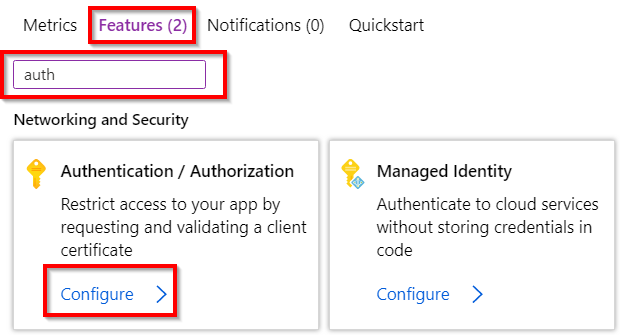 Metrics Features (2) Notifications (0) Quickstart
auth
Networking and Security
Authentication / Authorization
Restrict access to your app by
requesting and validating a client
certificate
Configure
Managed Identity
Authenticate to cloud services
without storing credentials in
code
Configure